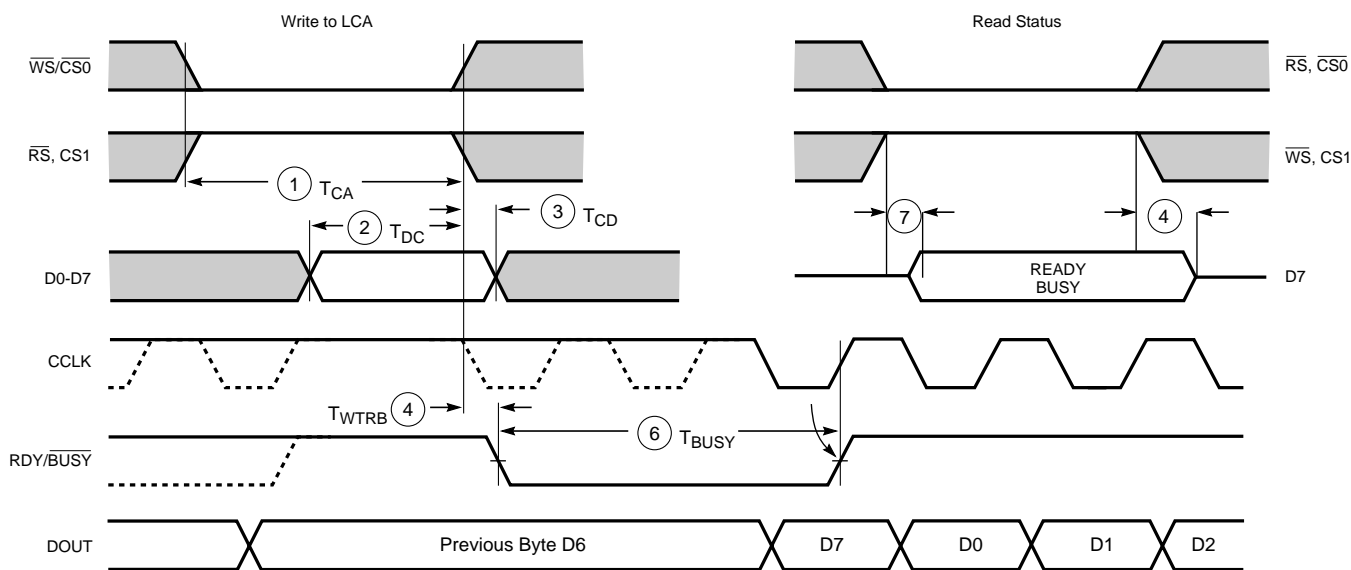 Write to LCA
Read Status
WS/CS0
RS, CS0
RS, CS1
WS, CS1
1 TCA
2 TDC
3 TCD
7
4
D0-D7
READY
BUSY
D7
CCLK
TWTRB 4
6 TBUSY
RDY/BUSY
DOUT
Previous Byte D6
D7
D0
D1
D2